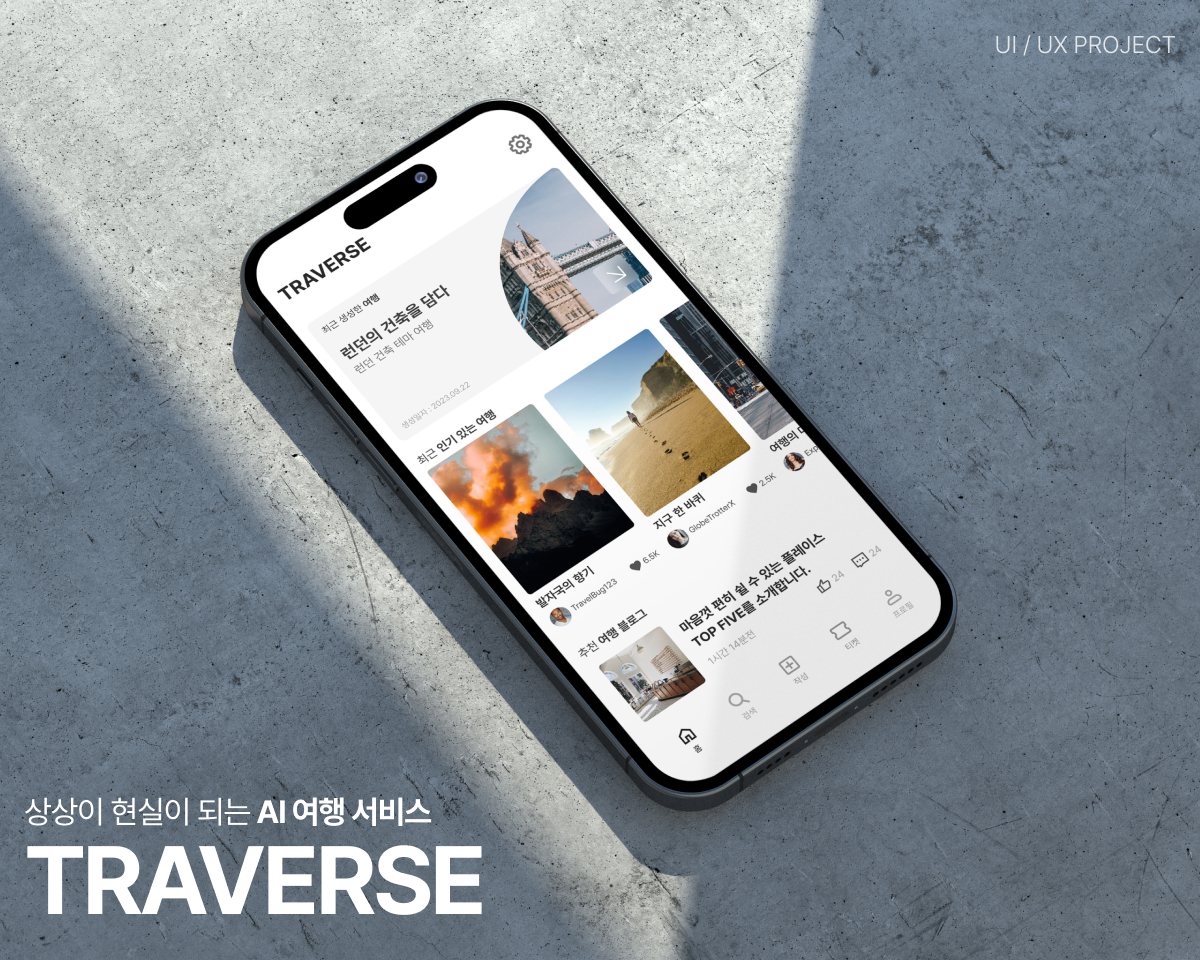 UI / UX PROJECT
TRAVERSE
최근 생성한 여행
런던의 건축을 담다
런던 건축 테마 여행
생성일자 : 2023.09.22
최근 인기 있는 여행
발자국의 향기
TravelBug123
6.5K
지구 한 바퀴
GlobeTrotterX
2.5K
여행의
추천 여행 블로그
마음껏 편히 쉴 수 있는 플레이스
TOP FIVE를 소개합니다.
1시간 14분전
24
24
홈
검색
작성
티켓
프로필
상상이 현실이 되는 AI 여행 서비스
TRAVERSE